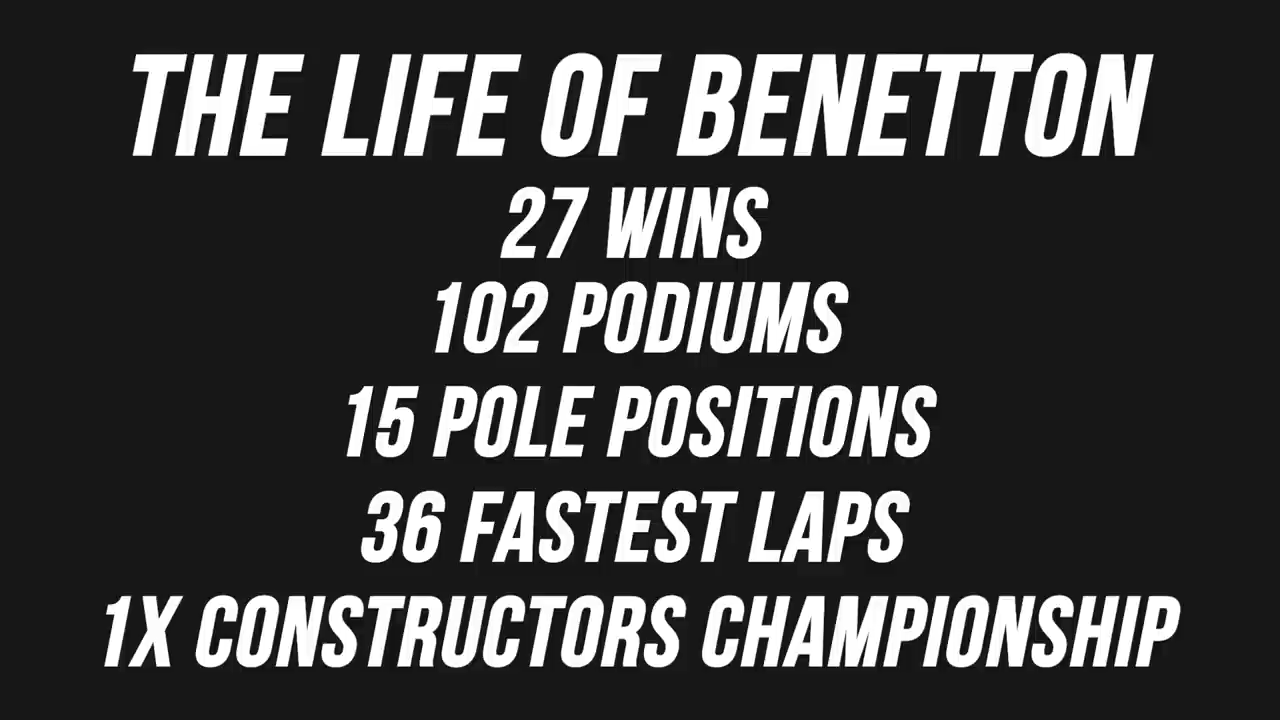 THE LIFE OF BENETTON
27 WINS
102 PODIUMS
15 POLE POSITIONS
36 FASTEST LAPS
1X CONSTRUCTORS CHAMPIONSHIP